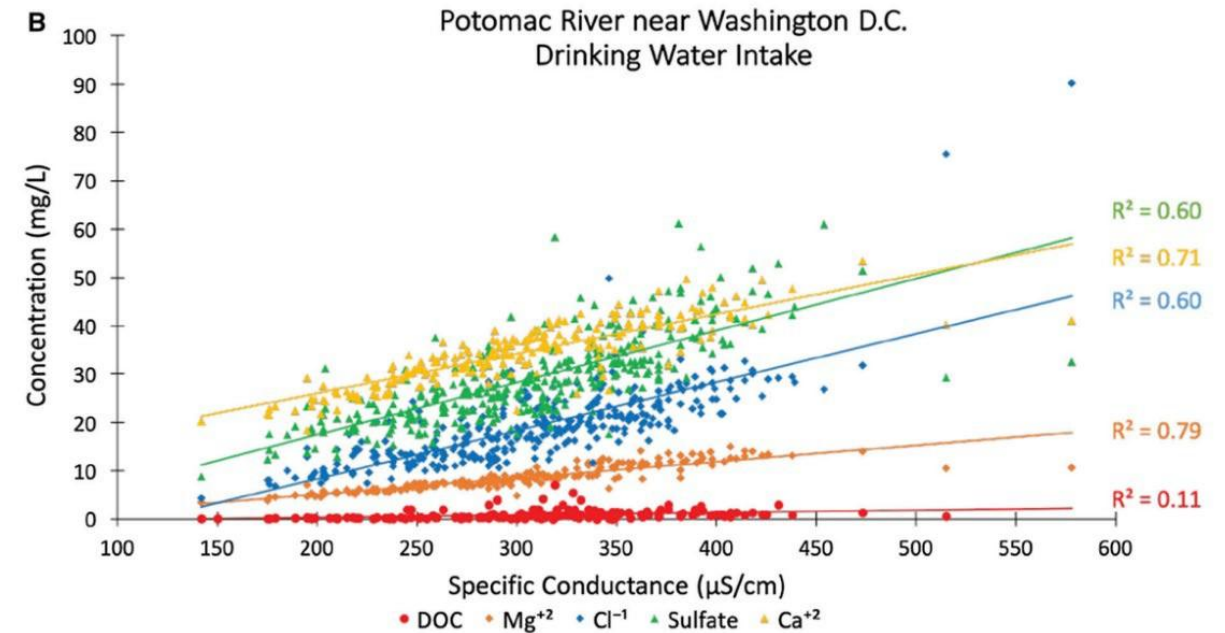 B
Potomac River near Washington D.C.
Drinking Water Intake
Concentration (mg/L)
100
90
80
70
60
50
40
30
20
10
0
R² = 0.60
R² = 0.71
R² = 0.60
R² = 0.79
R² = 0.11
100 150 200 250 300 350 400 450 500 550 600
Specific Conductance (µS/cm)
DOC Mg⁺² Cl⁻¹ Sulfate Ca⁺²